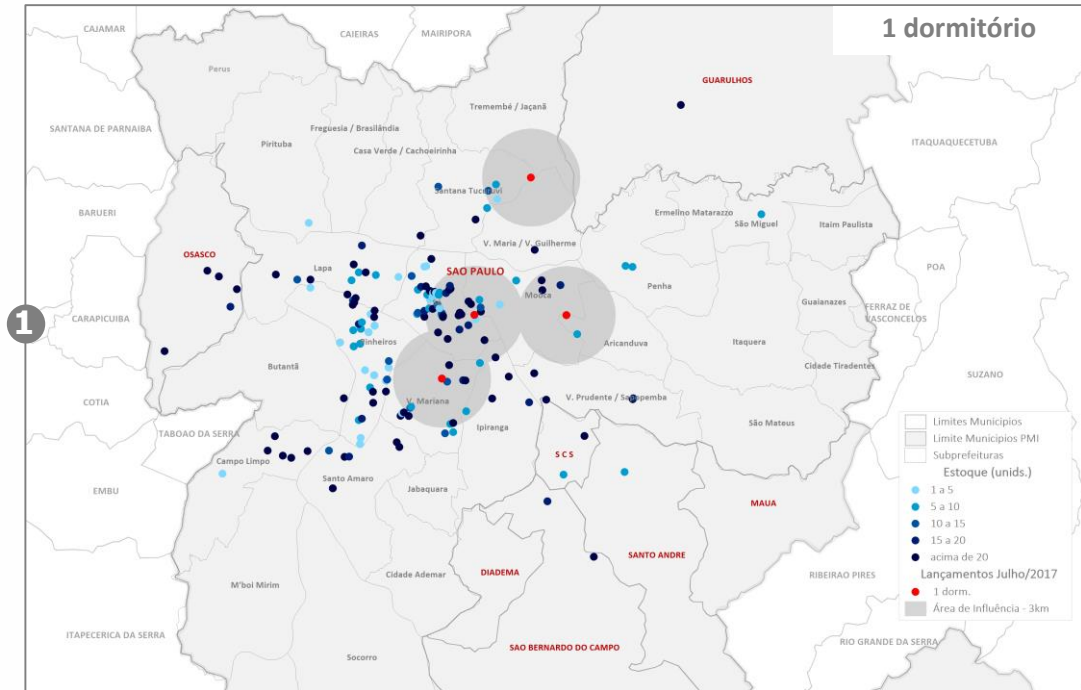 1 dormitório
CAJAMAR
CAIEIRAS
MAIRIPORA
Perus
GUARULHOS
Tremembé / Jaçanã
SANTANA DE PARNAIBA
Freguesia / Brasilândia
ITAQUAQUECETUBA
Pirituba
Casa Verde / Cachoeirinha
Santana Tucuruvi
Ermelino Matarazzo
BARUERI
São Miguel
Itaim Paulista
V. Maria / V. Guilherme
OSASCO
Lapa
SAO PAULO
POA
Penha
Mooca
Guaianazes
FERRAZ DE
VASCONCELOS
1
CARAPICUIBA
Pinheiros
Aricanduva
Itaquera
Butantã
Cidade Tiradentes
SUZANO
COTIA
V. Mariana
V. Prudente / Sapopemba
TABOAO DA SERRA
Ipiranga
São Mateus
Campo Limpo
S C S
Santo Amaro
EMBU
Jabaquara
MAUA
SANTO ANDRE
DIADEMA
Cidade Ademar
M'boi Mirim
RIBEIRAO PIRES
ITAPECERICA DA SERRA
SAO BERNARDO DO CAMPO
RIO GRANDE DA SERRA
Socorro
Limites Municipios
Limite Municipios PMI
Subprefeituras
Estoque (unids.)
1 a 5
5 a 10
10 a 15
15 a 20
acima de 20
Lançamentos Julho/2017
1 dorm.
Área de Influência - 3km